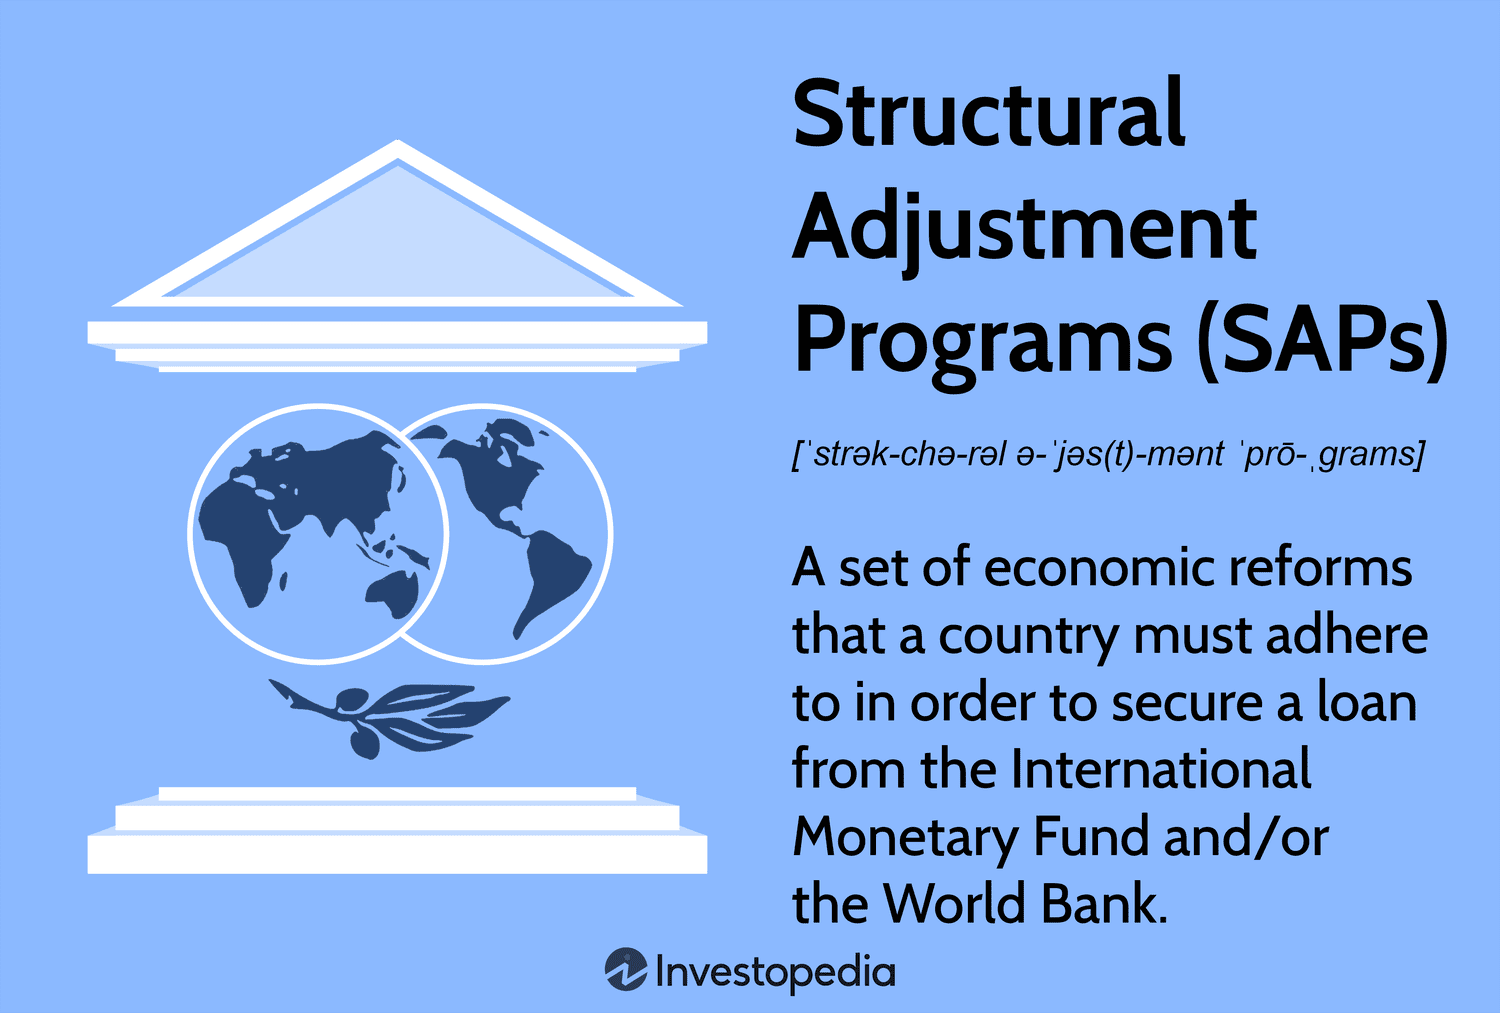 Structural
Adjustment
Programs (SAPs)
[ˈstrək-chə-rəl ə-ˈjəs(t)-mənt ˈprō-ˌgrams]
A set of economic reforms
that a country must adhere
to in order to secure a loan
from the International
Monetary Fund and/or
the World Bank.
Investopedia